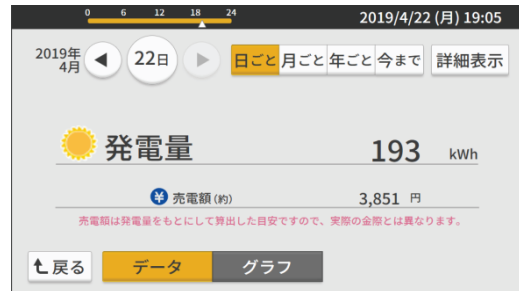 0 6 12 18 24
2019/4/22 (月) 19:05
2019年
4月
◀ 22日 ▶ 日ごと 月ごと 年ごと 今まで 詳細表示
発電量 193 kWh
¥ 売電額(約) 3,851 円
売電額は発電量をもとにして算出した目安ですので、実際の金際とは異なります。
戻る データ グラフ